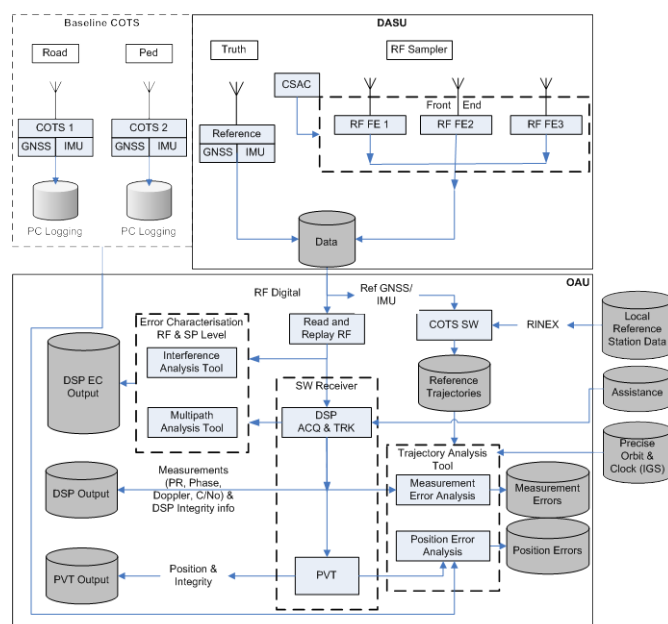 Baseline COTS
DASU
Road
Ped
Truth
RF Sampler
CSAC
Front
End
COTS 1
GNSS
IMU
COTS 2
GNSS
IMU
Reference
GNSS
IMU
RF FE 1
RF FE2
RF FE3
PC Logging
PC Logging
Data
OAU
RF Digital
Ref GNSS/
IMU
Error Characterisation
RF & SP Level
Read and
Replay RF
COTS SW
RINEX
Local
Reference
Station Data
Interference
Analysis Tool
DSP EC
Output
SW Receiver
Reference
Trajectories
Assistance
Multipath
Analysis Tool
DSP
ACQ & TRK
Trajectory Analysis
Tool
Precise
Orbit &
Clock (IGS)
Measurements
(PR, Phase,
Doppler, C/No) &
DSP Integrity info
DSP Output
Measurement
Error Analysis
Measurement
Errors
Position Error
Analysis
Position Errors
PVT Output
Position &
Integrity
PVT